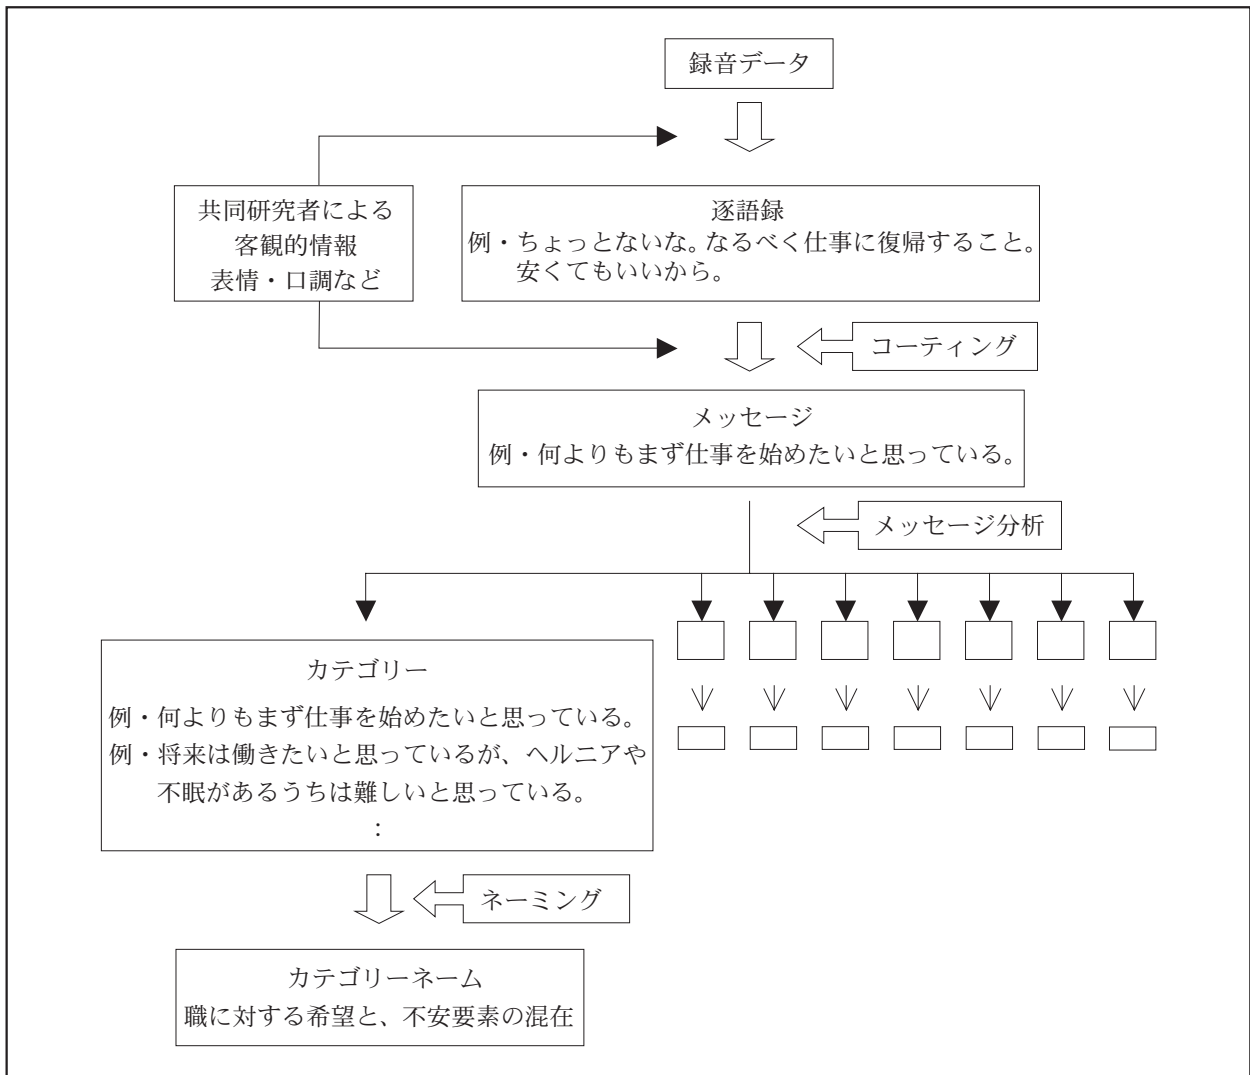 録音データ
共同研究者による
客観的情報
表情・口調など
逐語録
例・ちょっとないな。なるべく仕事に復帰すること。
安くてもいいから。
コーティング
メッセージ
例・何よりもまず仕事を始めたいと思っている。
メッセージ分析
カテゴリー
例・何よりもまず仕事を始めたいと思っている。
例・将来は働きたいと思っているが、ヘルニアや
不眠があるうちは難しいと思っている。
：
ネーミング
カテゴリーネーム
職に対する希望と、不安要素の混在